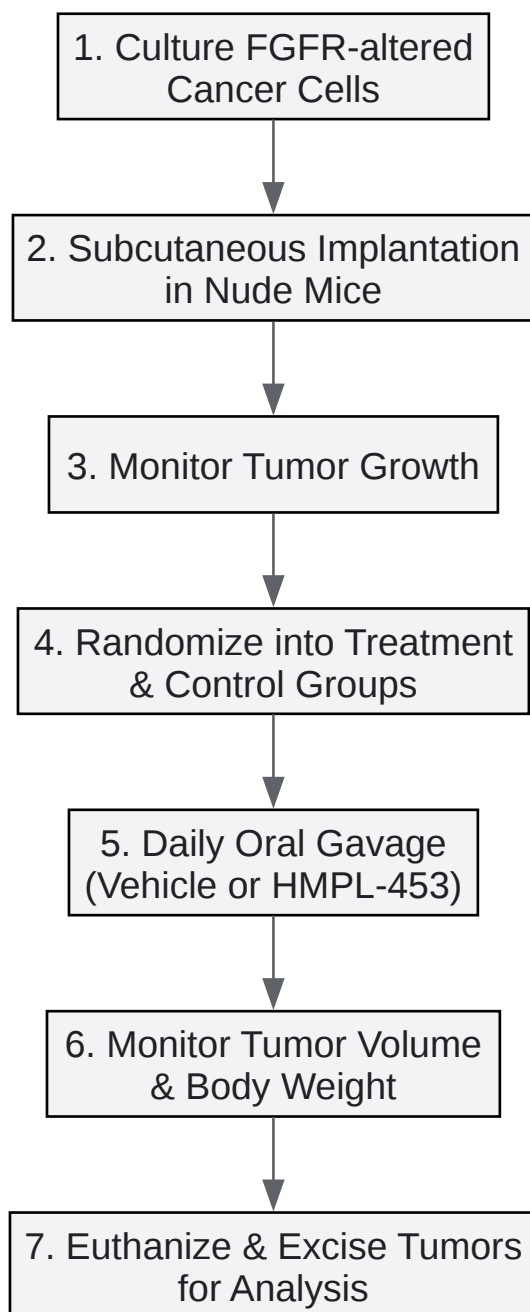 1. Culture FGFR-altered
Cancer Cells
2. Subcutaneous Implantation
in Nude Mice
3. Monitor Tumor Growth
4. Randomize into Treatment
& Control Groups
5. Daily Oral Gavage
(Vehicle or HMPL-453)
6. Monitor Tumor Volume
& Body Weight
7. Euthanize & Excise Tumors
for Analysis